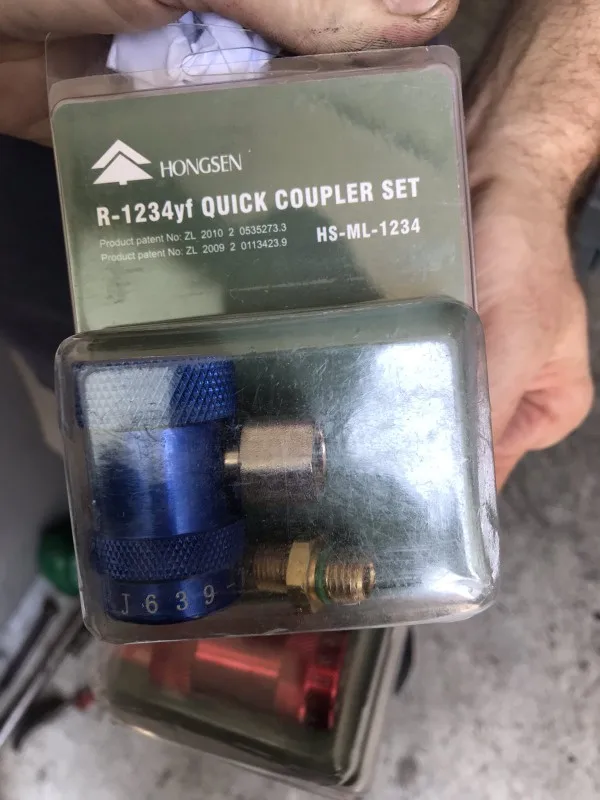 HONGSEN
R-1234yf QUICK COUPLER SET
Product patent No: ZL 2010 2 0535273.3
Product patent No: ZL 2009 2 0113423.9
HS-ML-1234
J639-